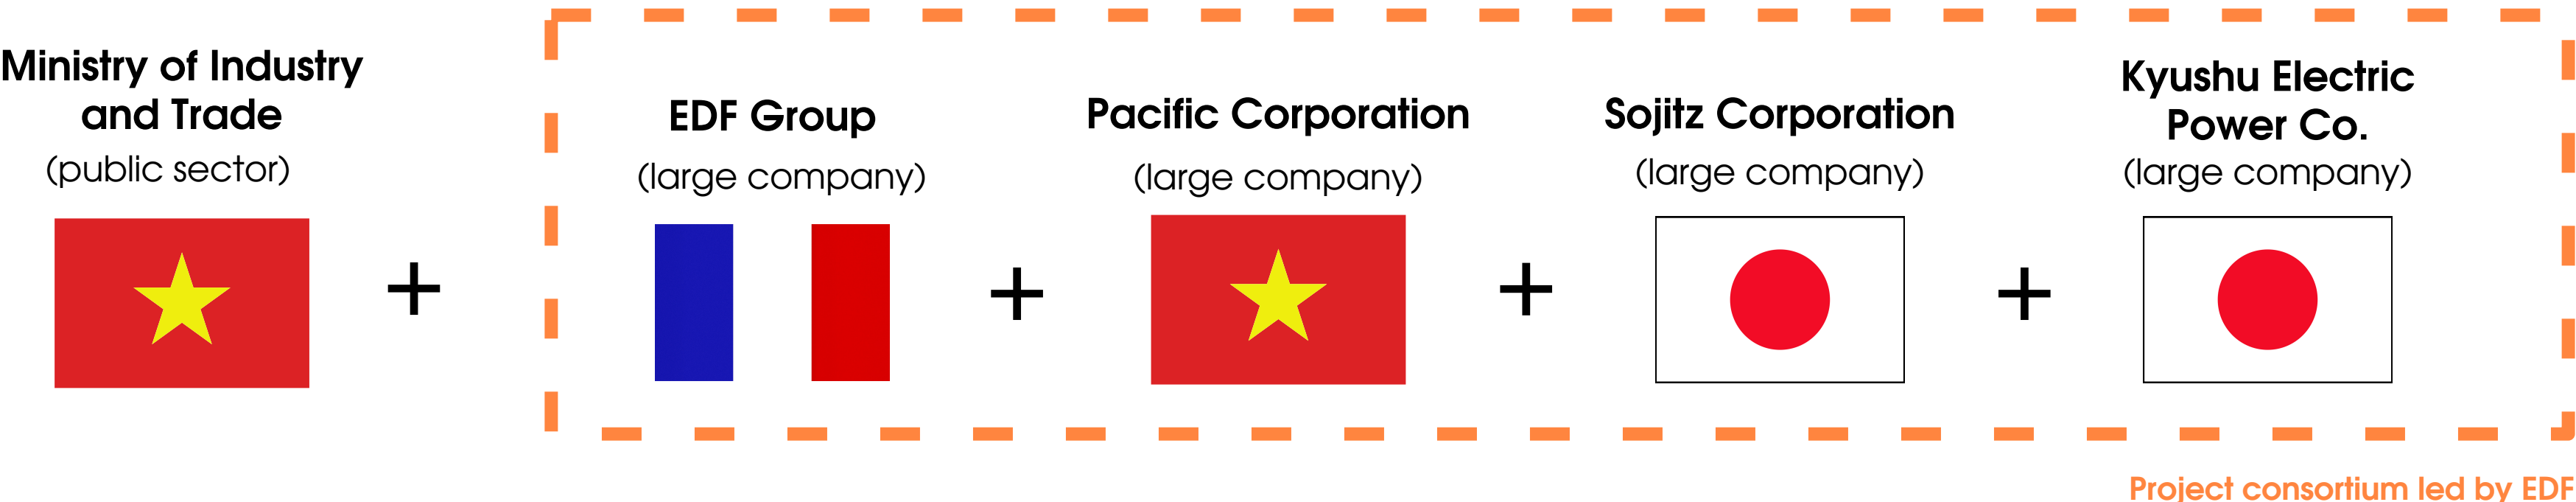 Ministry of Industry
and Trade
(public sector)
+
EDF Group
(large company)
+
Pacific Corporation
(large company)
+
Sojitz Corporation
(large company)
+
Kyushu Electric
Power Co.
(large company)
Project consortium led by EDF